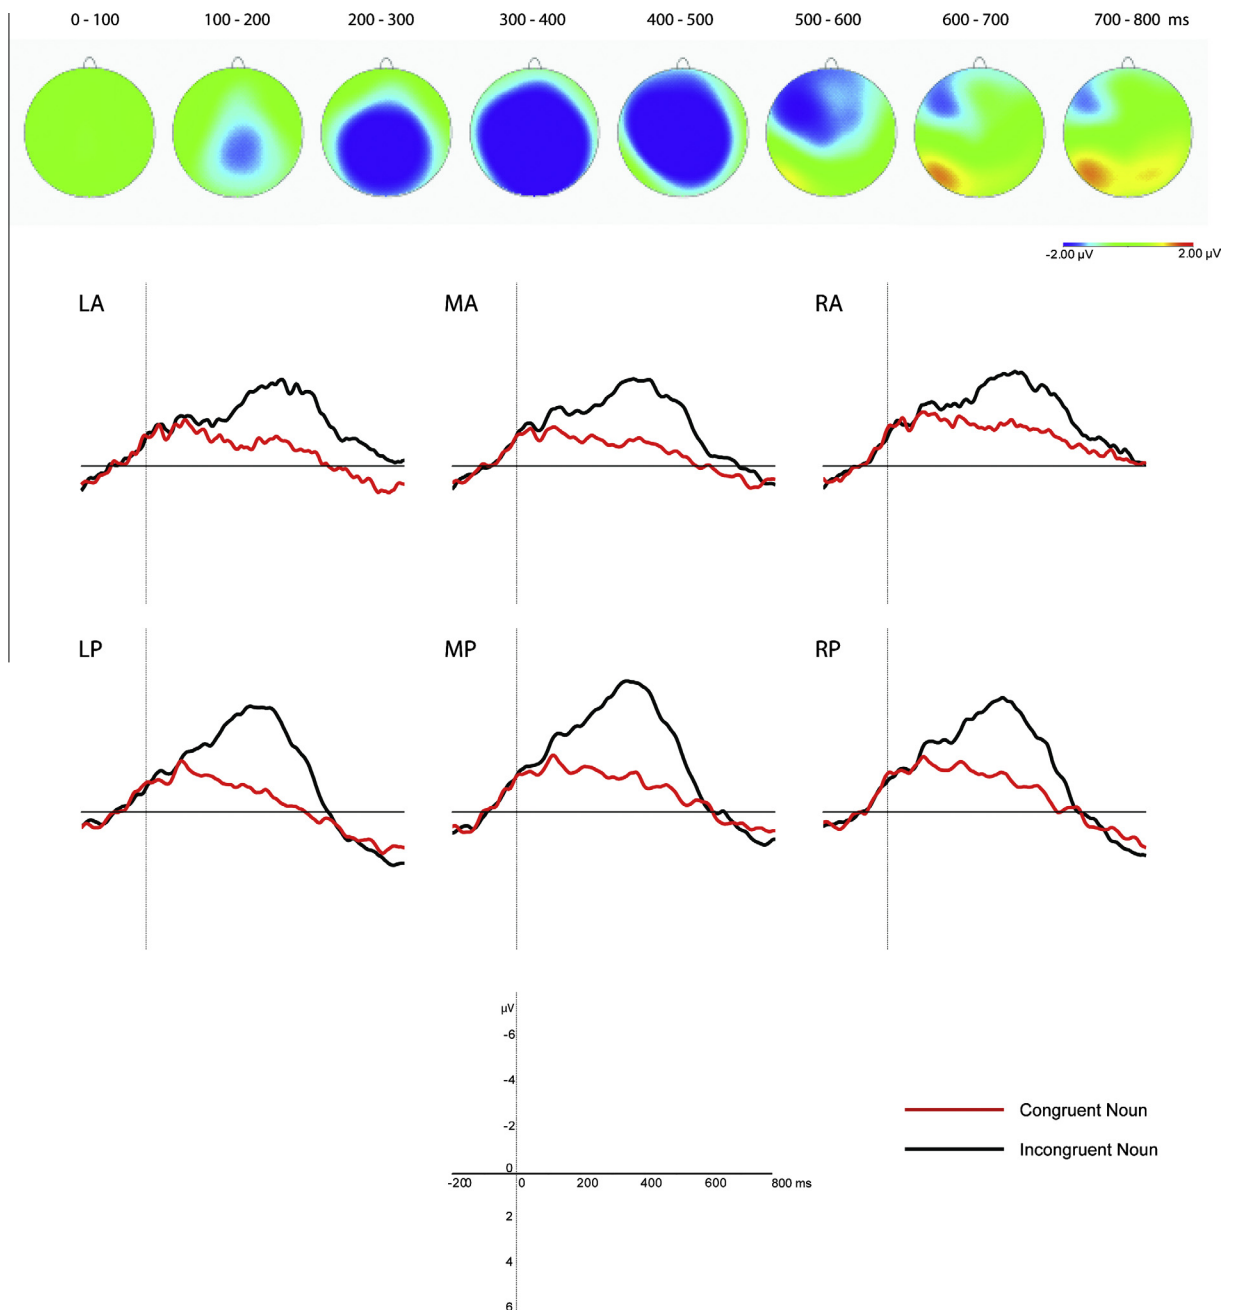 0 - 100 100 - 200 200 - 300 300 - 400 400 - 500 500 - 600 600 - 700 700 - 800 ms
-2.00 µV 2.00 µV
LA MA RA
LP MP RP
µV
-6
-4
-2
0
-200 0 200 400 600 800 ms
2
4
6
Congruent Noun
Incongruent Noun